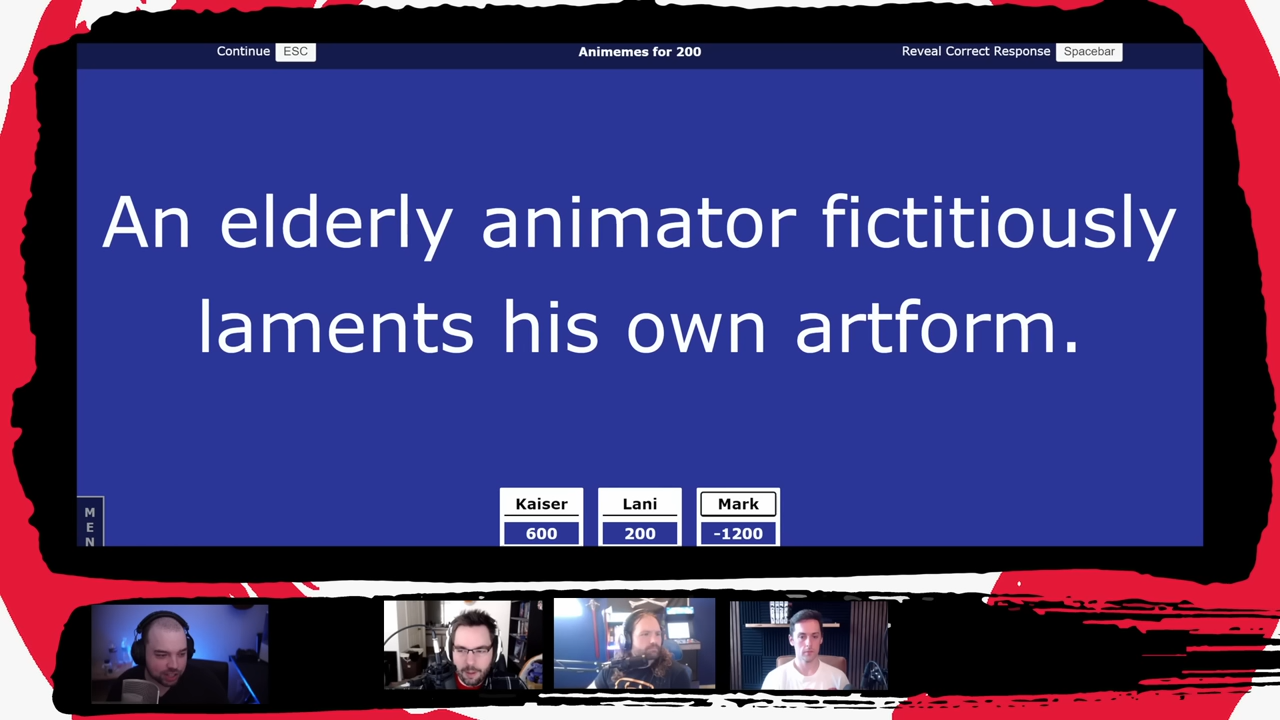 Continue ESC
Animemes for 200
Reveal Correct Response Spacebar
An elderly animator fictitiously
laments his own artform.
MEN
Kaiser Lani Mark
600 200 -1200